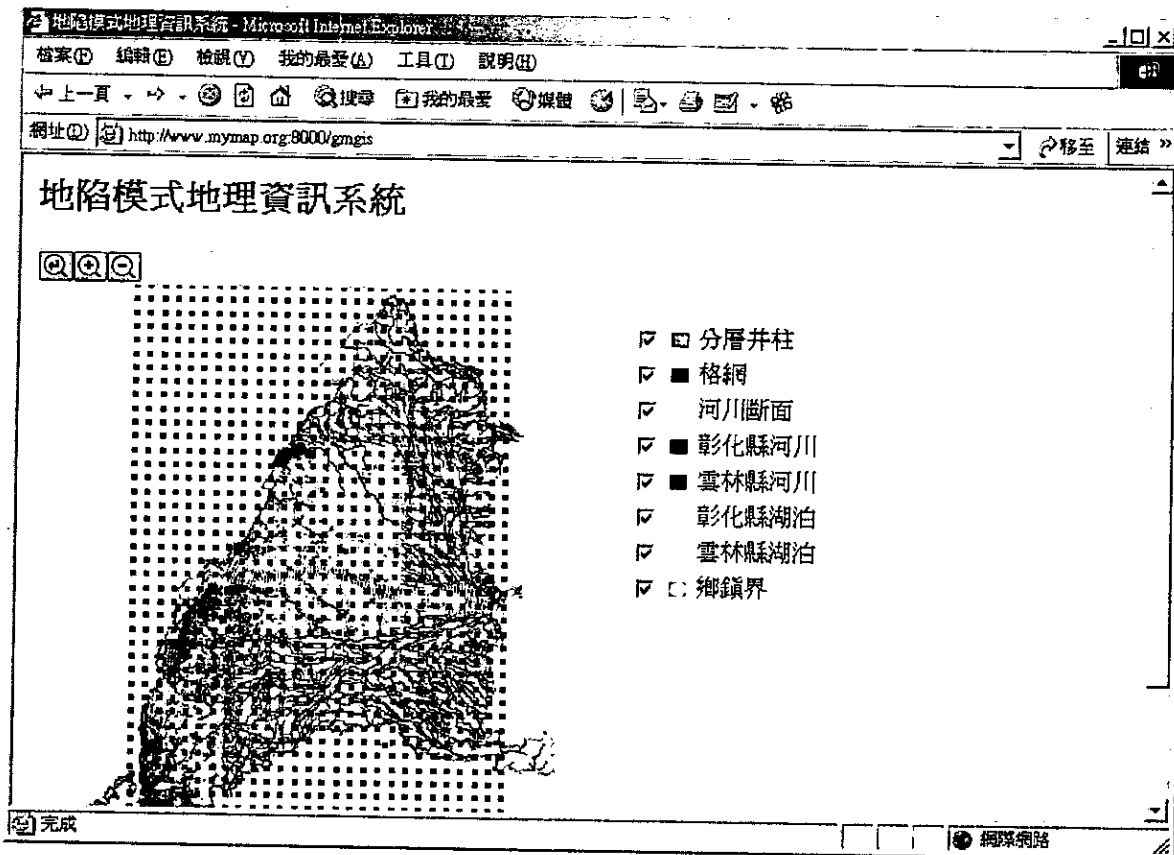 地陷模式地理資訊系統 - Microsoft Internet Explorer
檔案(F) 編輯(E) 檢視(V) 我的最愛(A) 工具(T) 說明(H)
上一頁 搜尋 我的最愛 媒體
網址(D) http://www.mymap.org:8000/gmgis 移至 連結 »
地陷模式地理資訊系統
分層井柱
格網
河川斷面
彰化縣河川
雲林縣河川
彰化縣湖泊
雲林縣湖泊
鄉鎮界
完成 網際網路